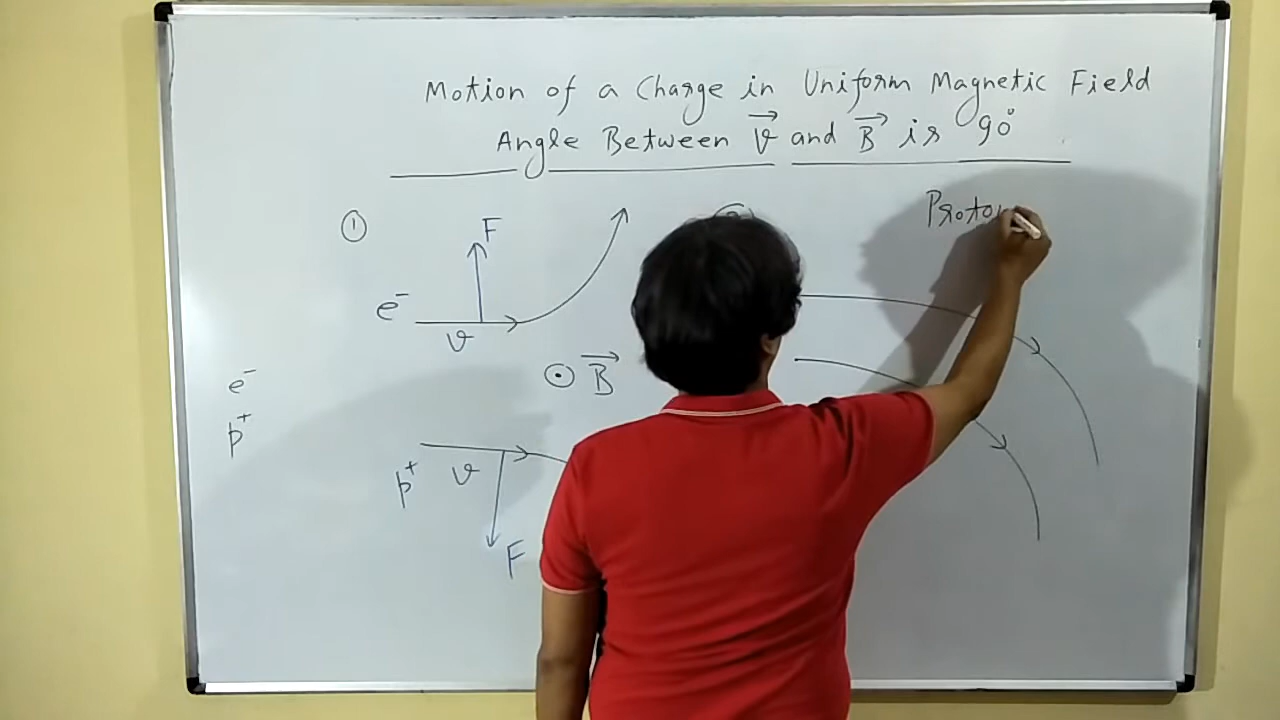 Motion of a Charge in Uniform Magnetic Field
Angle Between v⃗ and B⃗ is 90°
①
F
e⁻
v
⊙ B⃗
e⁻
p⁺
p⁺
v
F
Proton